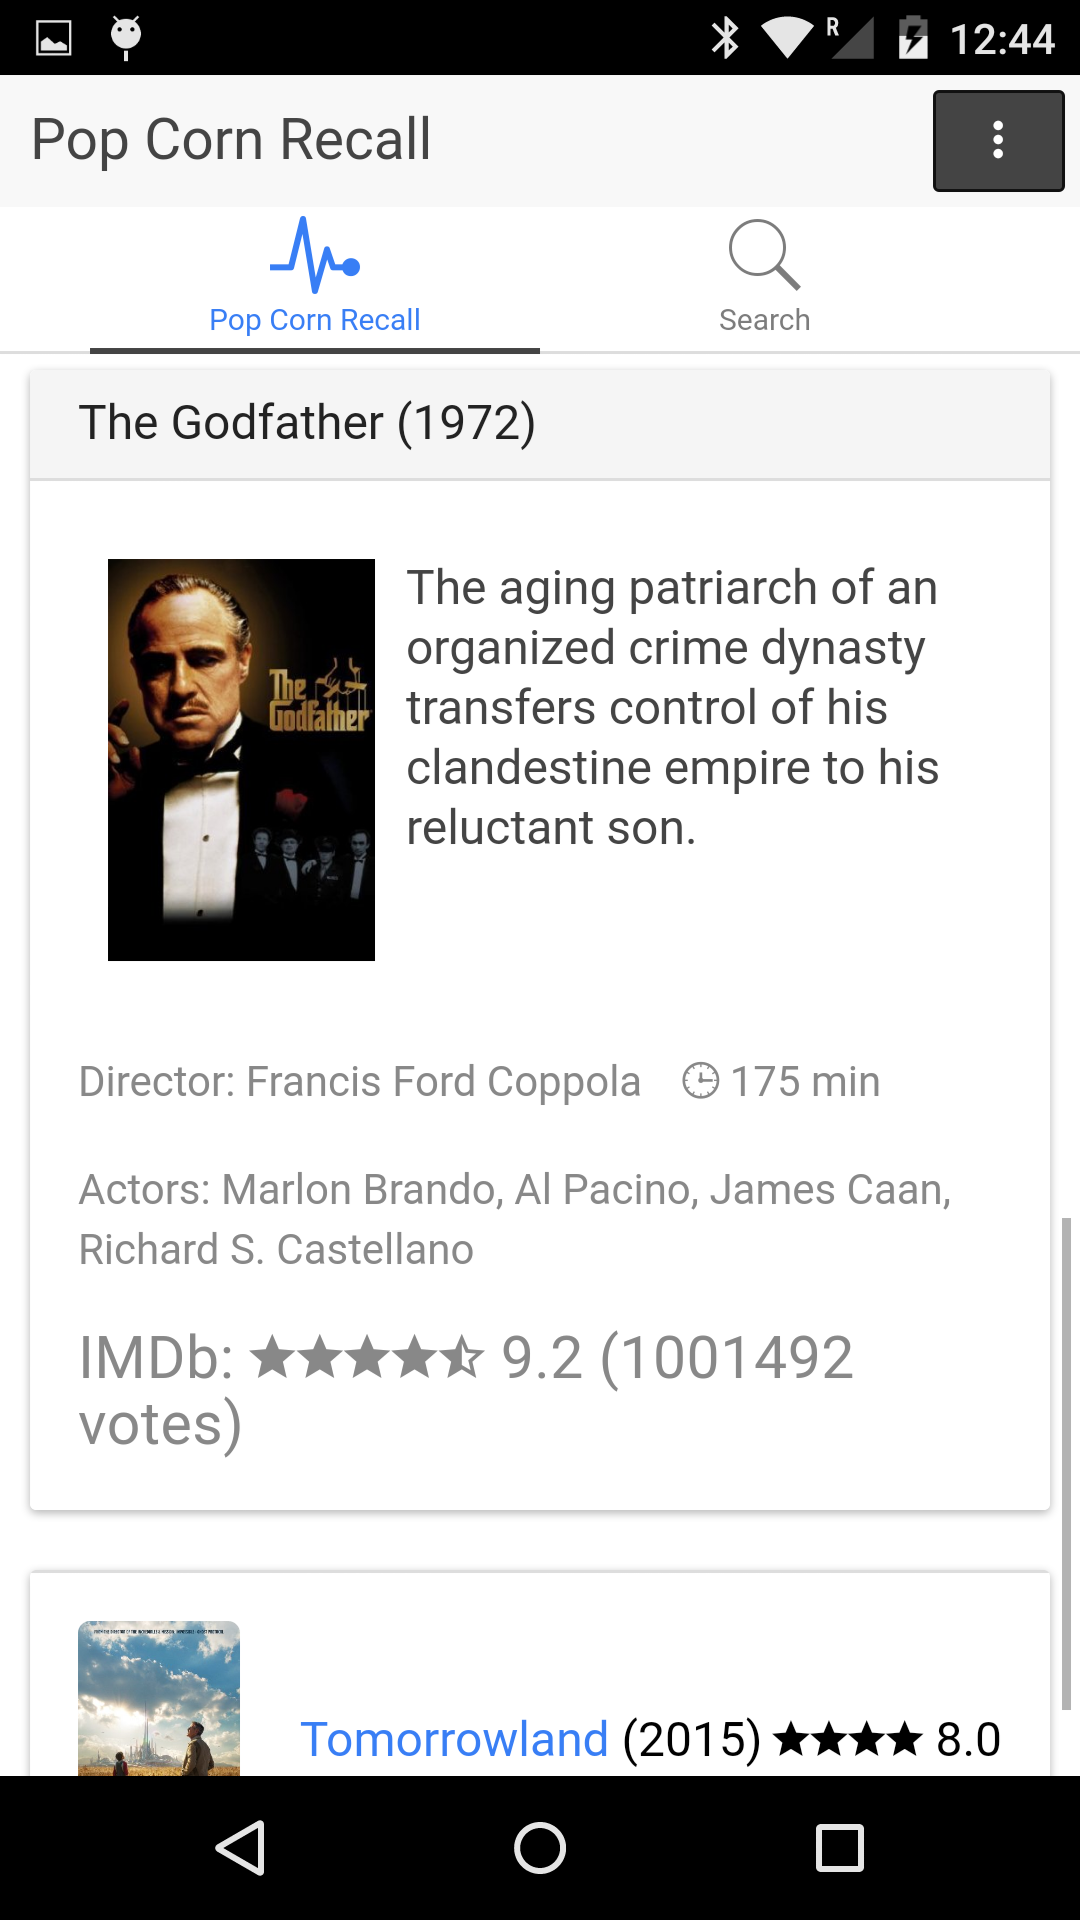 R 12:44
Pop Corn Recall
Pop Corn Recall
Search
The Godfather (1972)
The Godfather
The aging patriarch of an
organized crime dynasty
transfers control of his
clandestine empire to his
reluctant son.
Director: Francis Ford Coppola 175 min
Actors: Marlon Brando, Al Pacino, James Caan,
Richard S. Castellano
IMDb: ★★★★⯪ 9.2 (1001492
votes)
Tomorrowland (2015) ★★★★ 8.0